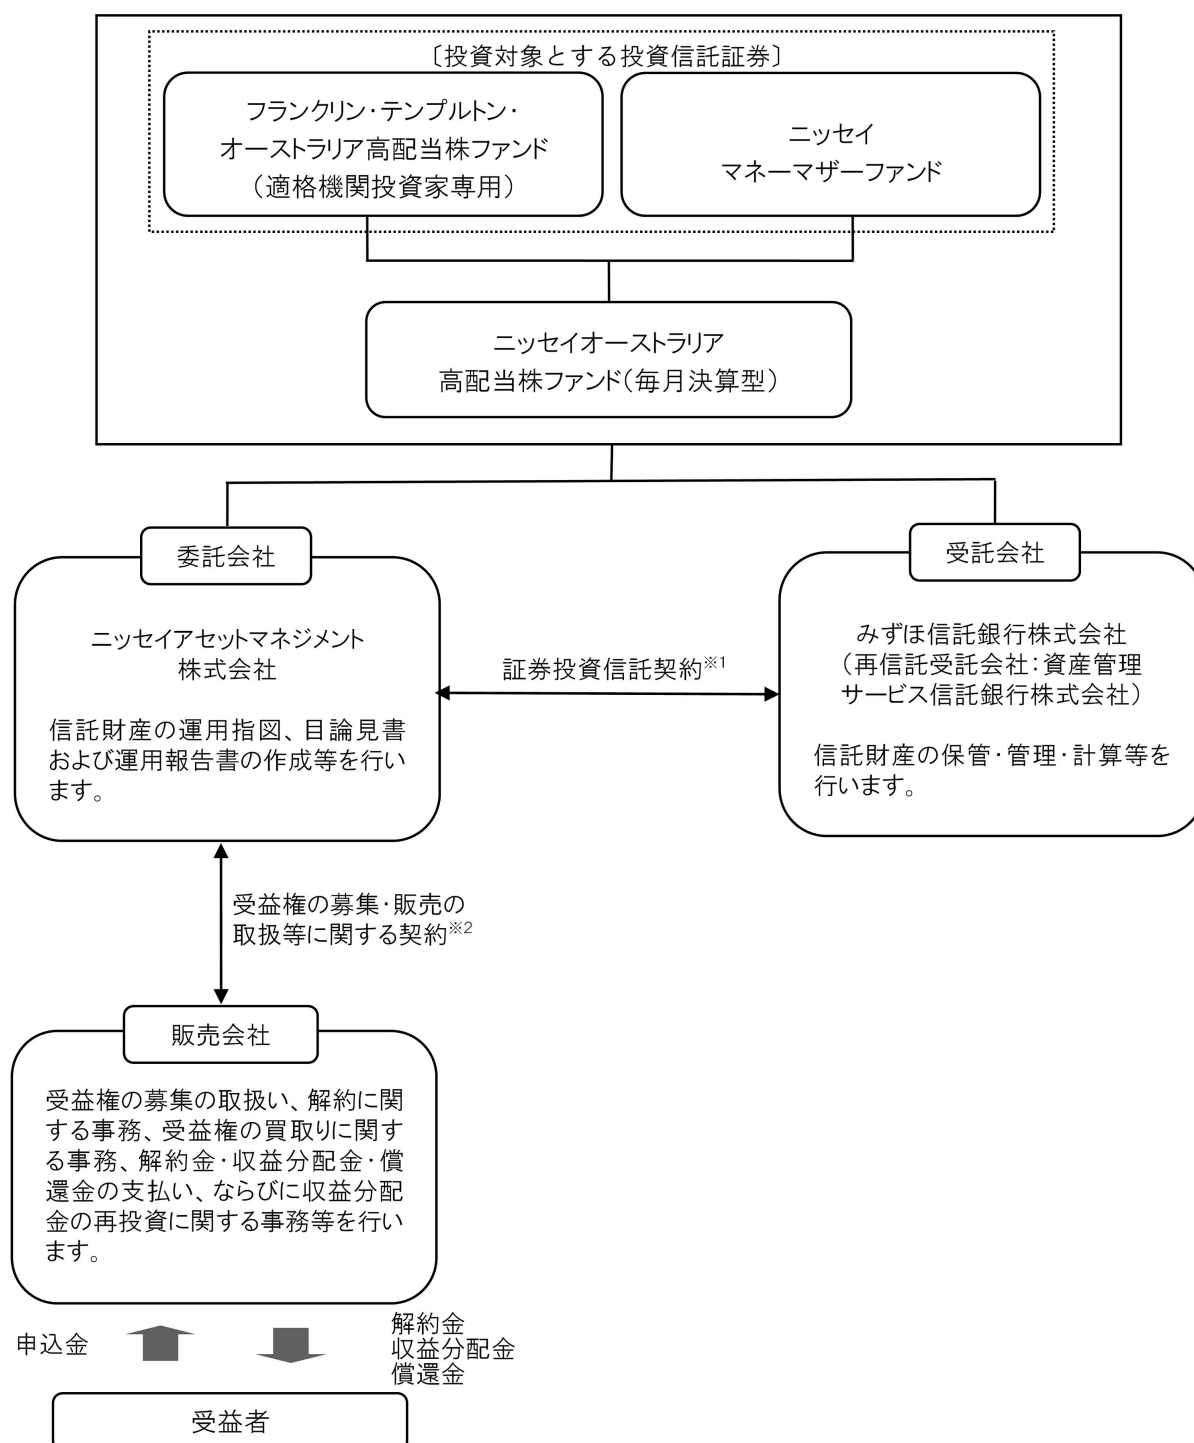 〔投資対象とする投資信託証券〕
フランクリン・テンプルトン・
オーストラリア高配当株ファンド
（適格機関投資家専用）
ニッセイ
マネーマザーファンド
ニッセイオーストラリア
高配当株ファンド（毎月決算型）
委託会社
ニッセイアセットマネジメント
株式会社
信託財産の運用指図、目論見書
および運用報告書の作成等を行い
ます。
証券投資信託契約※1
受託会社
みずほ信託銀行株式会社
（再信託受託会社：資産管理
サービス信託銀行株式会社）
信託財産の保管・管理・計算等を
行います。
受益権の募集・販売の
取扱等に関する契約※2
販売会社
受益権の募集の取扱い、解約に関
する事務、受益権の買取りに関す
る事務、解約金・収益分配金・償
還金の支払い、ならびに収益分配
金の再投資に関する事務等を行い
ます。
申込金
解約金
収益分配金
償還金
受益者